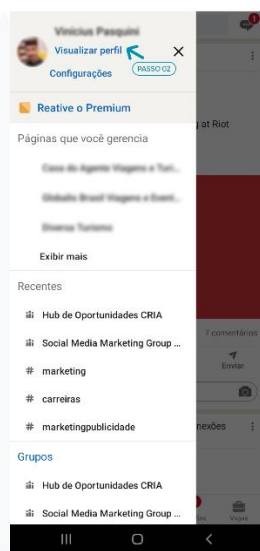 Vinicius Pasquini
Visualizar perfil
Configurações
PASSO 02
Reative o Premium
Páginas que você gerencia
Exibir mais
Recentes
Hub de Oportunidades CRIA
Social Media Marketing Group ...
# marketing
# carreiras
# marketingpublicidade
Grupos
Hub de Oportunidades CRIA
Social Media Marketing Group ...
g at Riot
7 comentários
Enviar
nexões
Vagas